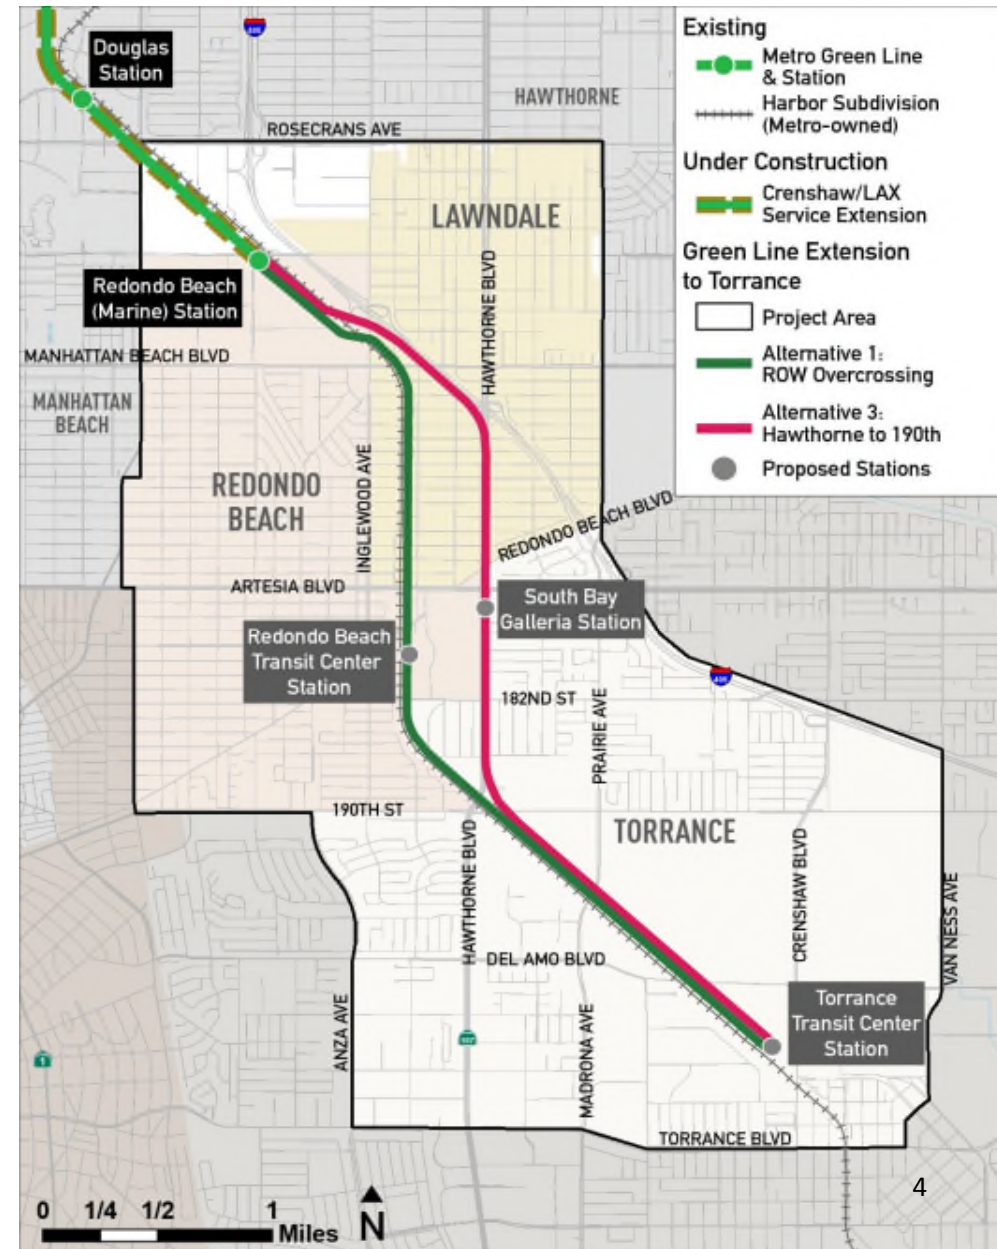 Douglas
Station
405
HAWTHORNE
ROSECRANS AVE
LAWNDALE
HAWTHORNE BLVD
Redondo Beach
(Marine) Station
MANHATTAN BEACH BLVD
MANHATTAN
BEACH
REDONDO
BEACH
INGLEWOOD AVE
REDONDO BEACH BLVD
ARTESIA BLVD
South Bay
Galleria Station
Redondo Beach
Transit Center
Station
405
182ND ST
PRAIRIE AVE
190TH ST
TORRANCE
HAWTHORNE BLVD
CRENSHAW BLVD
VAN NESS AVE
DEL AMO BLVD
ANZA AVE
MADRONA AVE
Torrance
Transit Center
Station
107
1
TORRANCE BLVD
Existing
Metro Green Line
& Station
Harbor Subdivision
(Metro-owned)
Under Construction
Crenshaw/LAX
Service Extension
Green Line Extension
to Torrance
Project Area
Alternative 1:
ROW Overcrossing
Alternative 3:
Hawthorne to 190th
Proposed Stations
0 1/4 1/2 1
Miles
N
4